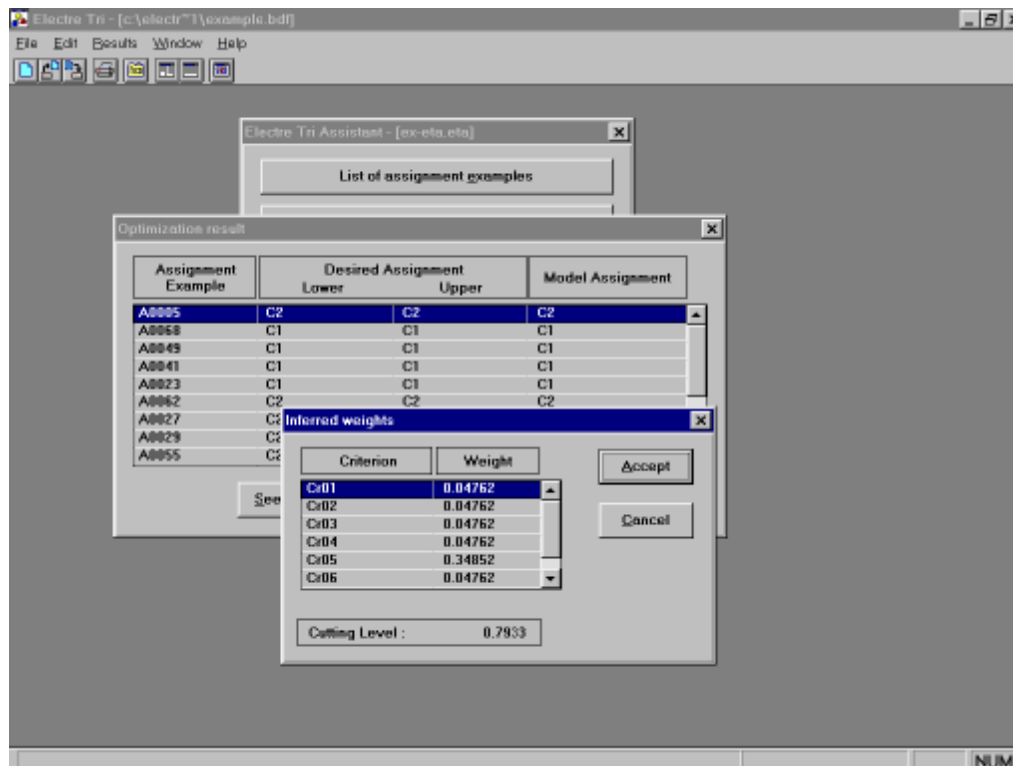 Electre Tri - [c:\electr~1\example.bdf]
File Edit Results Window Help
Electre Tri Assistant - [ex-eta.eta]
List of assignment examples
Optimization result
Assignment Example Desired Assignment Lower Upper Model Assignment
A0005 C2 C2 C2
A0068 C1 C1 C1
A0049 C1 C1 C1
A0041 C1 C1 C1
A0023 C1 C1 C1
A0062 C2 C2 C2
A0027 C2
A0029 C2
A0055 C2
See
Inferred weights
Criterion Weight
Cr01 0.04762
Cr02 0.04762
Cr03 0.04762
Cr04 0.04762
Cr05 0.34852
Cr06 0.04762
Accept
Cancel
Cutting Level : 0.7933
NUM